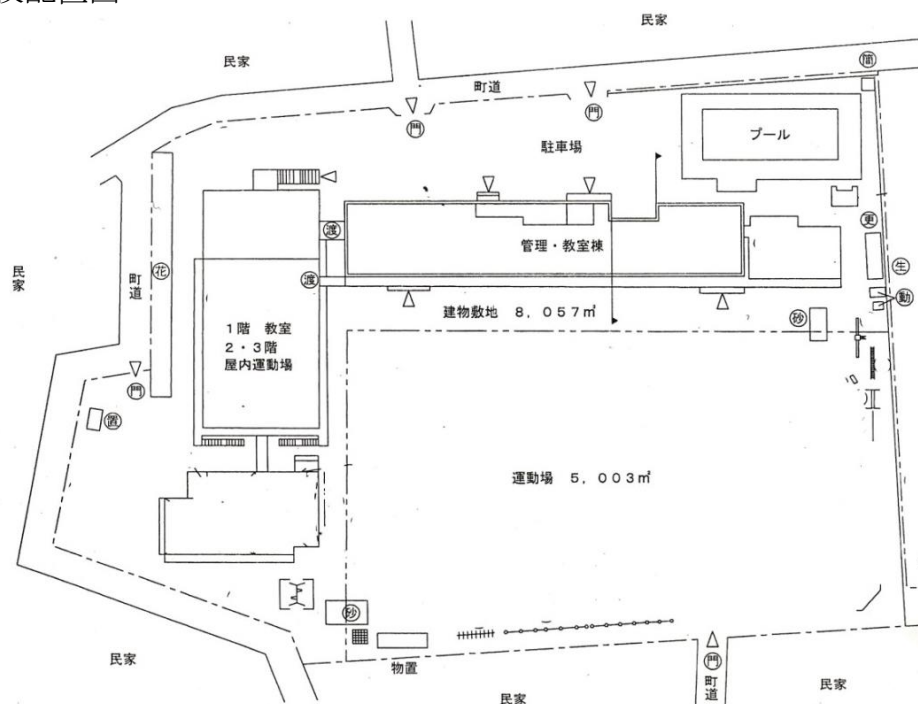 民家
民家
町道
簡
門
門
プール
駐車場
更
渡
管理・教室棟
民家
町道
花
生
渡
動
建物敷地 8,057㎡
砂
1階 教室
2・3階
屋内運動場
門
置
運動場 5,003㎡
砂
物置
門
民家
民家
町道
民家